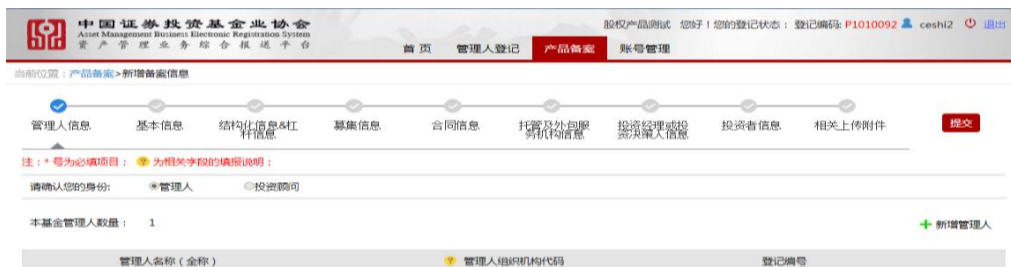 中国证券投资基金业协会
Asset Management Business Electronic Registration System
资产管理业务综合报送平台
股权产品测试 您好！您的登记状态： 登记编码: P1010092 ceshi2 退出
首页 管理人登记 产品备案 账号管理
当前位置：产品备案>新增备案信息
管理人信息 基本信息 结构化信息&杠杆信息 募集信息 合同信息 托管及外包服务机构信息 投资经理或投资决策人信息 投资者信息 相关上传附件 提交
注：* 号为必填项目； ? 为相关字段的填报说明；
请确认您的身份: 管理人 投资顾问
本基金管理人数量： 1 新增管理人
管理人名称（全称） ? 管理人组织机构代码 登记编号